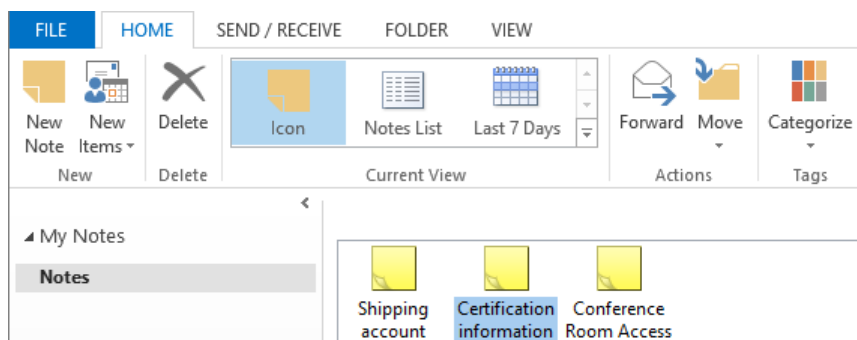 FILE HOME SEND / RECEIVE FOLDER VIEW
New Note New Items Delete Icon Notes List Last 7 Days Forward Move Categorize
New Delete Current View Actions Tags
My Notes
Notes
Shipping account Certification information Conference Room Access